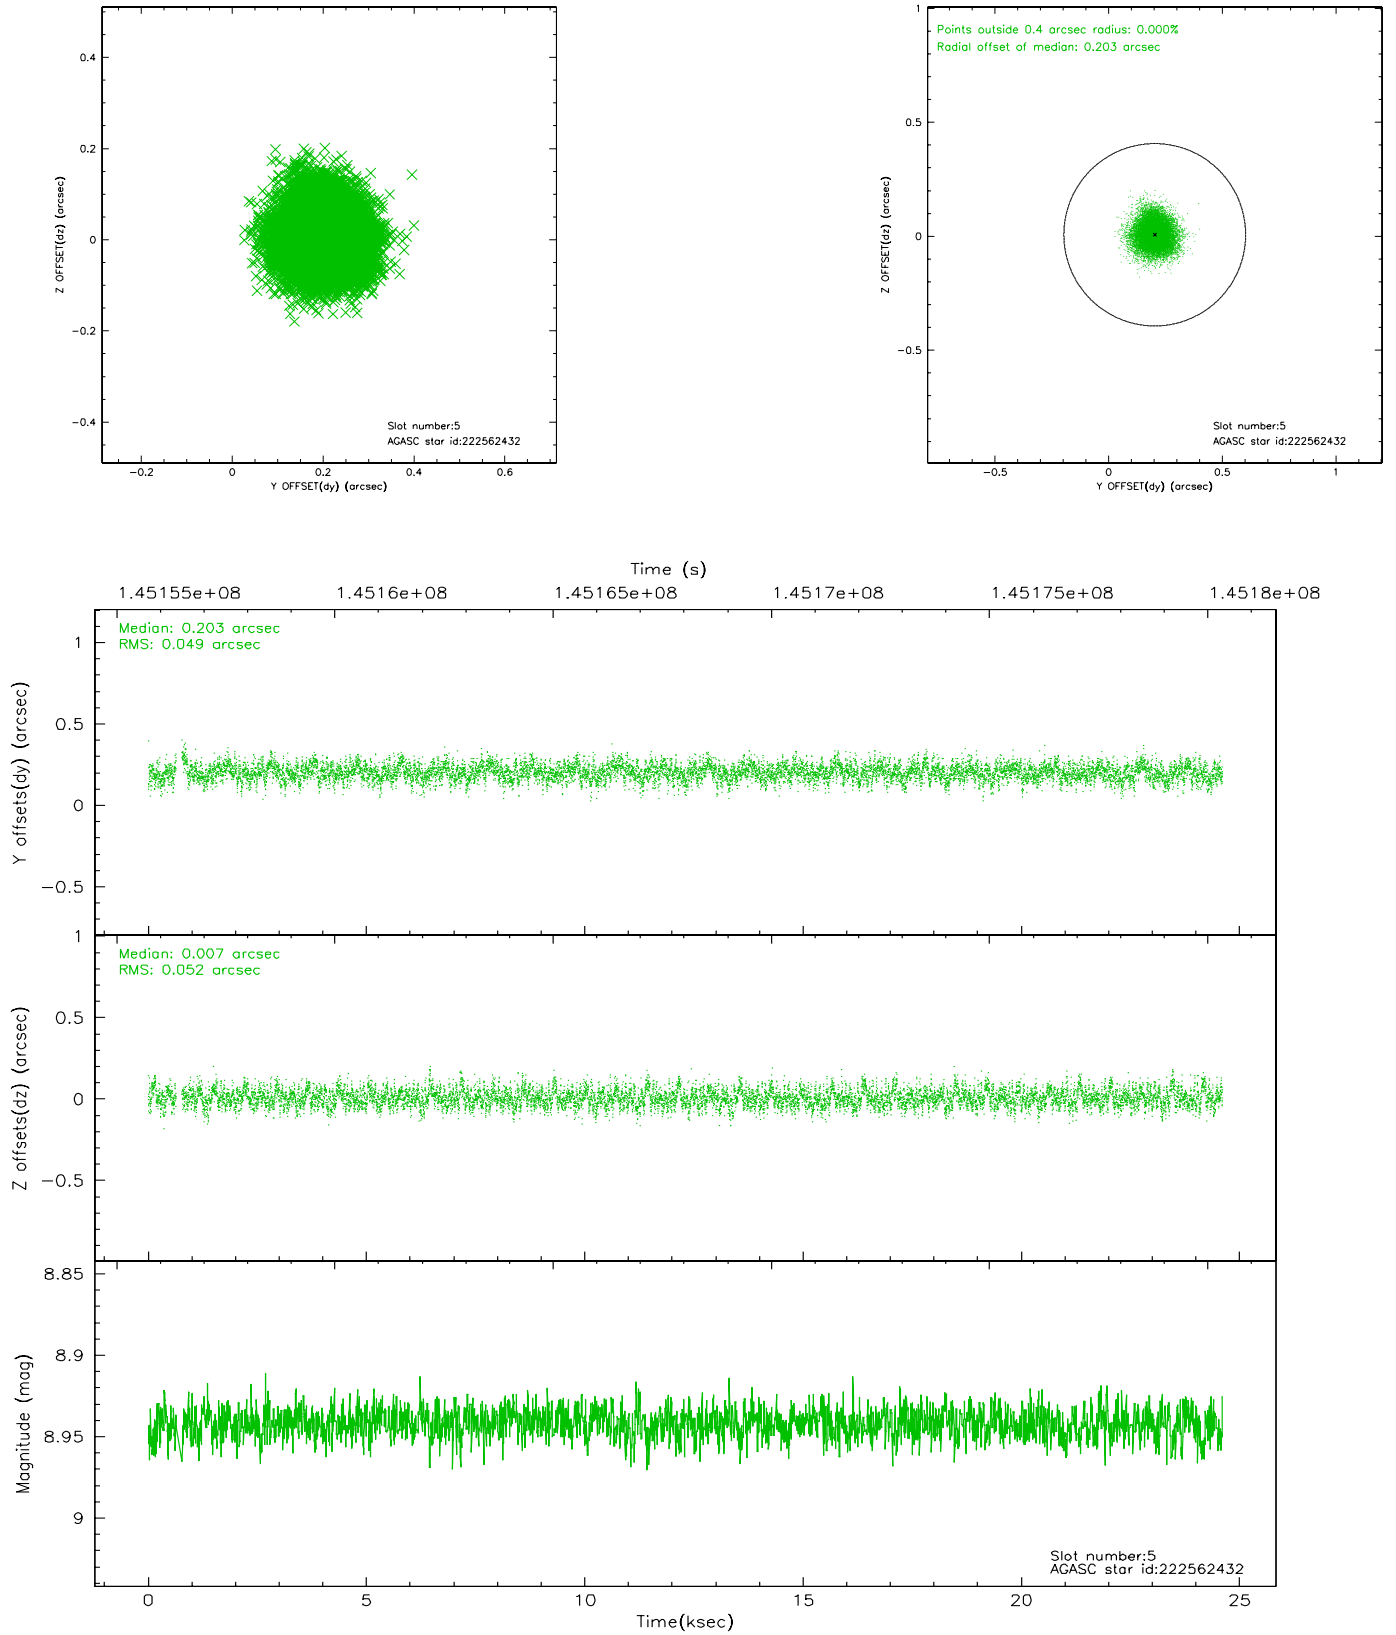 0.4
0.2
0
−0.2
−0.4
Z OFFSET(dz) (arcsec)
Slot number:5
AGASC star id:222562432
−0.2 0 0.2 0.4 0.6
Y OFFSET(dy) (arcsec)
Points outside 0.4 arcsec radius: 0.000%
Radial offset of median: 0.203 arcsec
1
0.5
0
−0.5
Z OFFSET(dz) (arcsec)
Slot number:5
AGASC star id:222562432
−0.5 0 0.5 1
Y OFFSET(dy) (arcsec)
Time (s)
1.45155e+08 1.4516e+08 1.45165e+08 1.4517e+08 1.45175e+08 1.4518e+08
Median: 0.203 arcsec
RMS: 0.049 arcsec
1
0.5
0
−0.5
Y offsets(dy) (arcsec)
Median: 0.007 arcsec
RMS: 0.052 arcsec
1
0.5
0
−0.5
Z offsets(dz) (arcsec)
8.85
8.9
8.95
9
Magnitude (mag)
Slot number:5
AGASC star id:222562432
0 5 10 15 20 25
Time(ksec)